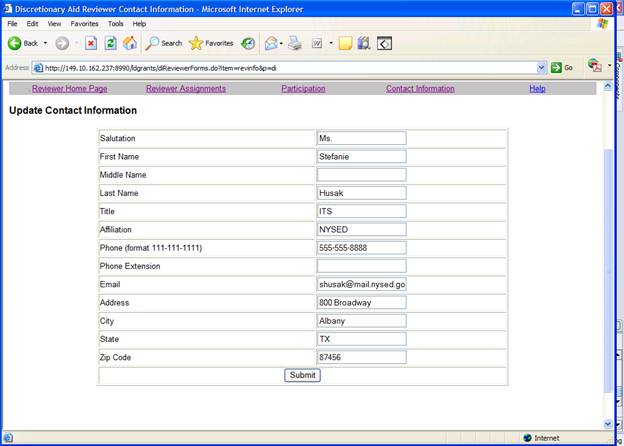 Discretionary Aid Reviewer Contact Information - Microsoft Internet Explorer
File Edit View Favorites Tools Help
Back Search Favorites
Address http://149.10.162.237:8990/ldgrants/diReviewerForms.do?item=revinfo&p=di Go
Reviewer Home Page Reviewer Assignments Participation Contact Information Help
Update Contact Information
Salutation Ms.
First Name Stefanie
Middle Name
Last Name Husak
Title ITS
Affiliation NYSED
Phone (format 111-111-1111) 555-555-8888
Phone Extension
Email shusak@mail.nysed.go
Address 800 Broadway
City Albany
State TX
Zip Code 87456
Submit
Internet